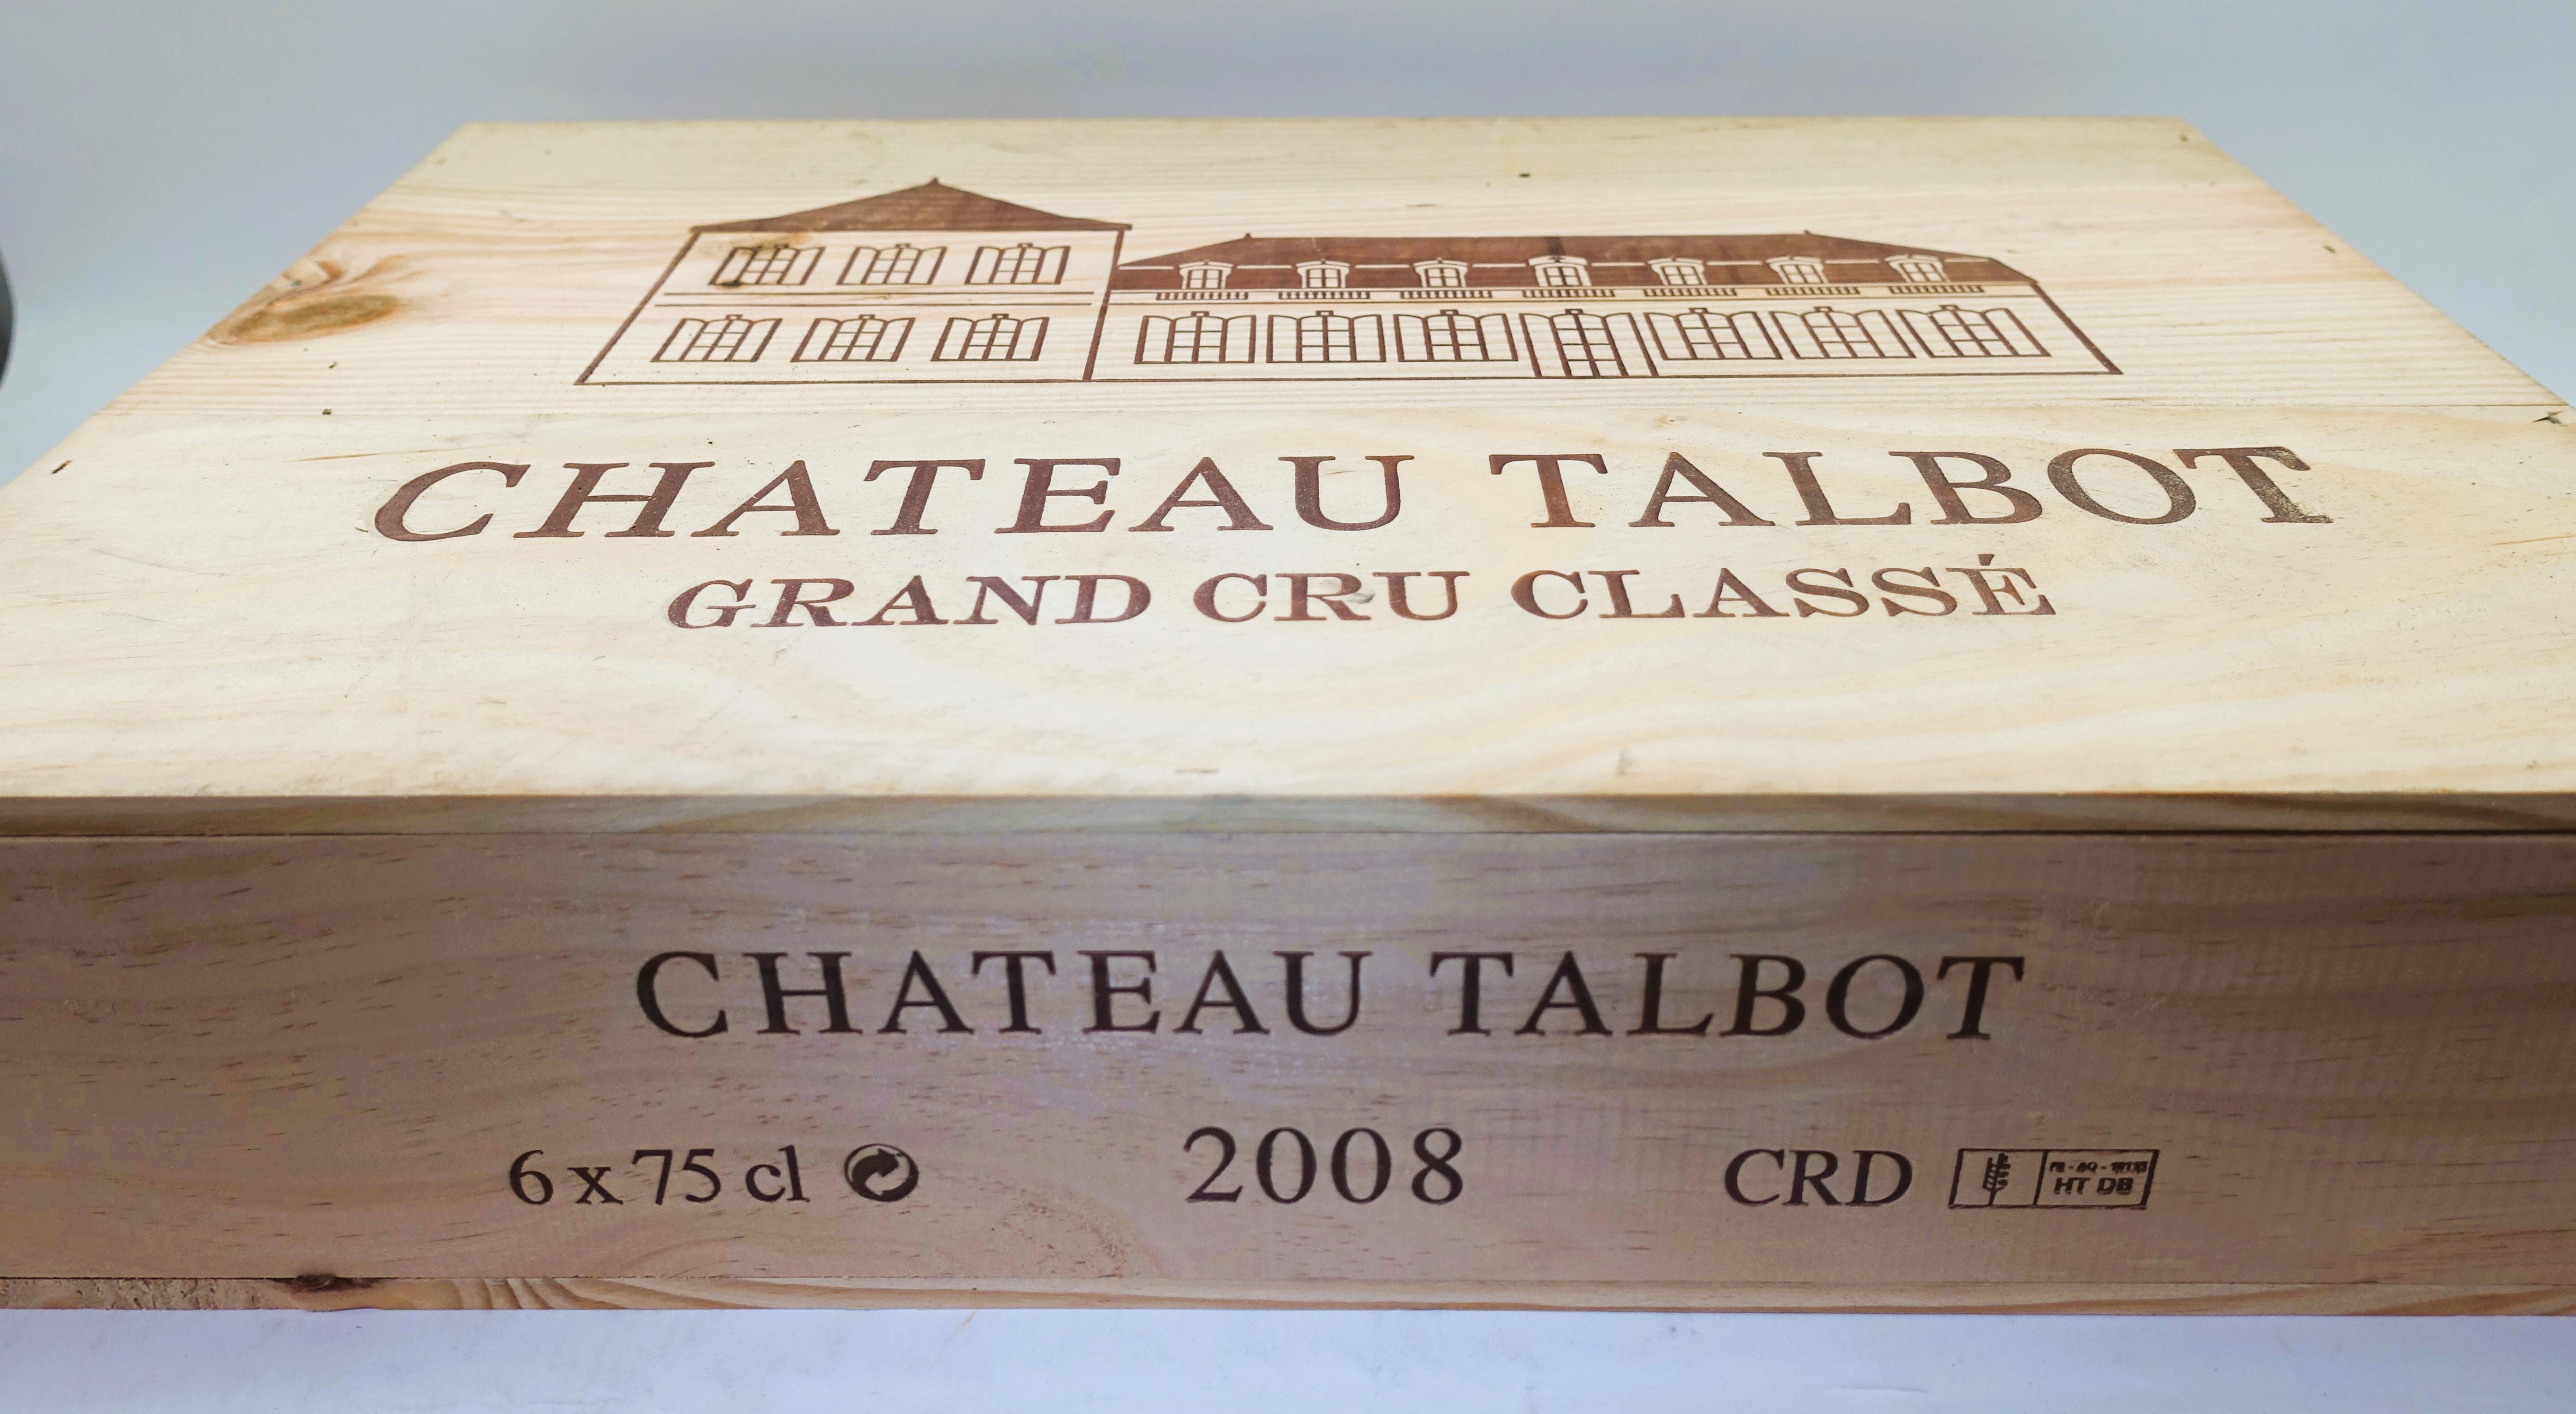 CHATEAU TALBOT
GRAND CRU CLASSÉ
CHATEAU TALBOT
6 x 75 cl
2008
CRD
HT DB